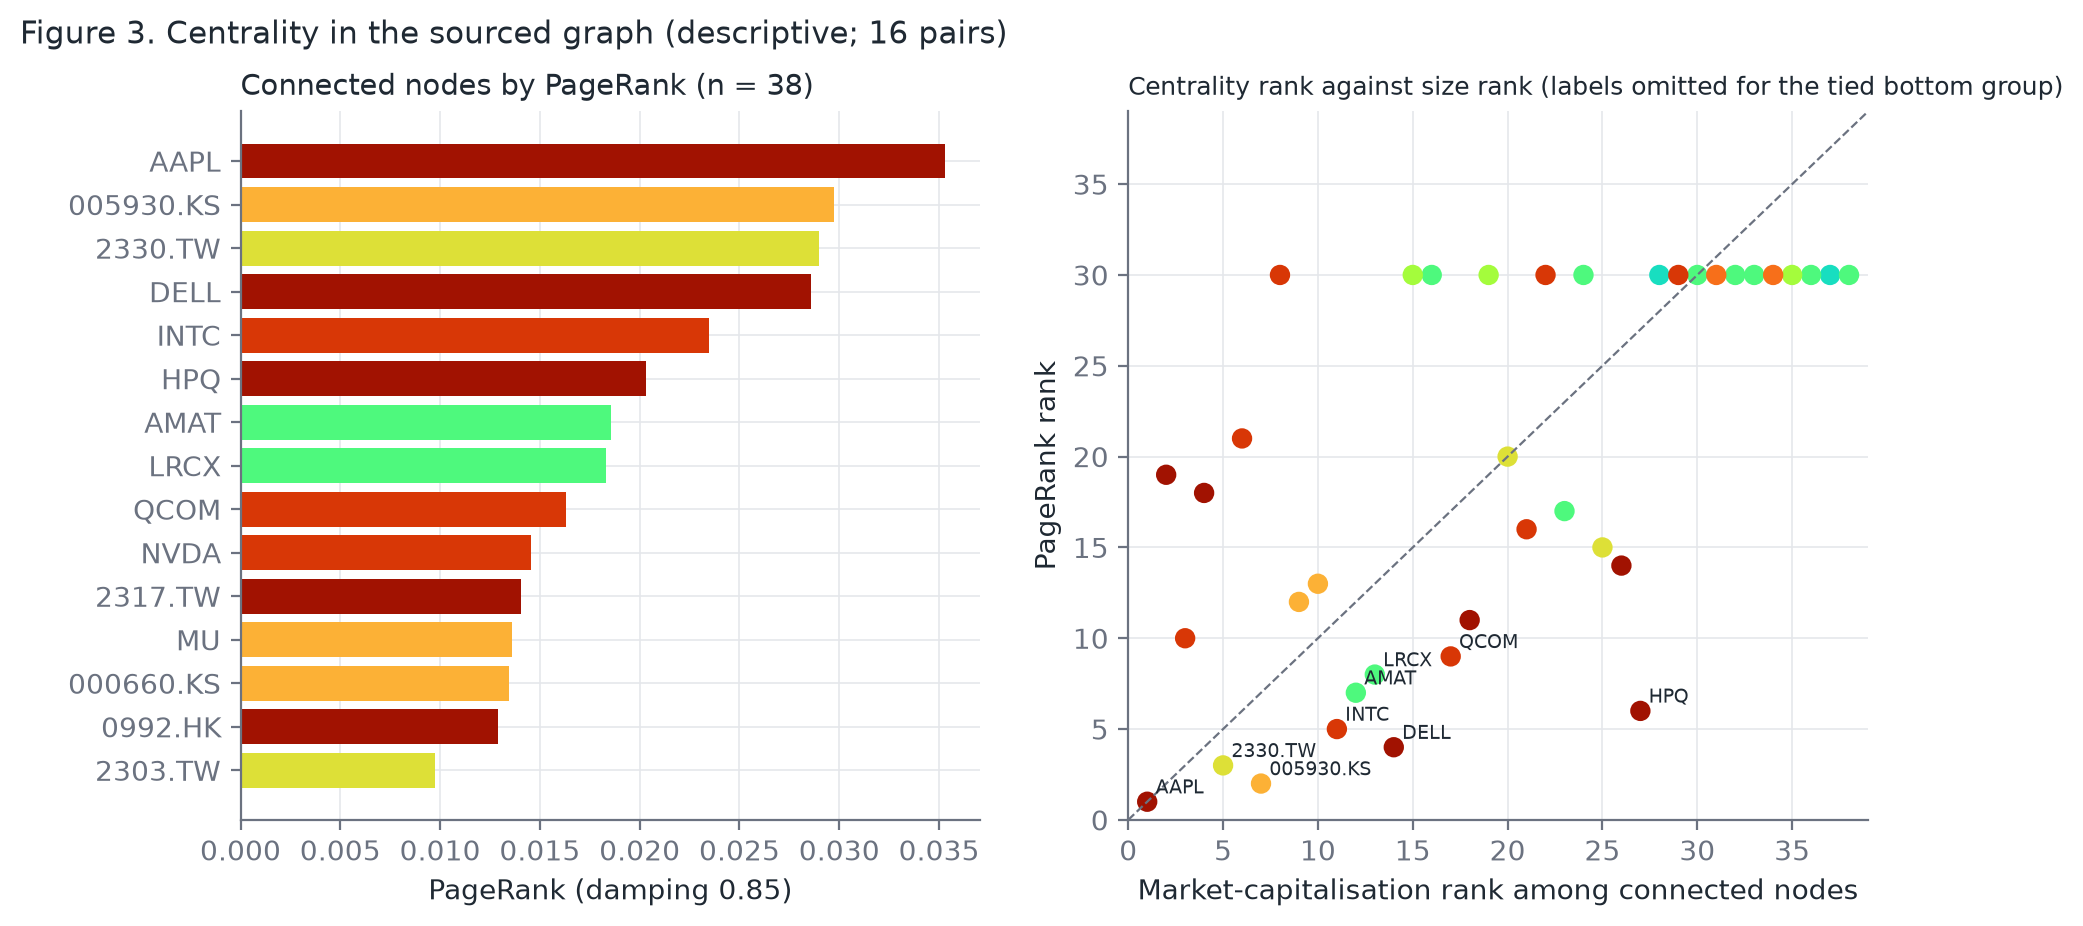 Figure 3. Centrality in the sourced graph (descriptive; 16 pairs)
Connected nodes by PageRank (n = 38)
AAPL
005930.KS
2330.TW
DELL
INTC
HPQ
AMAT
LRCX
QCOM
NVDA
2317.TW
MU
000660.KS
0992.HK
2303.TW
0.000 0.005 0.010 0.015 0.020 0.025 0.030 0.035
PageRank (damping 0.85)
Centrality rank against size rank (labels omitted for the tied bottom group)
PageRank rank
35
30
25
20
15
10
5
0
QCOM
LRCX
AMAT
HPQ
INTC
DELL
2330.TW
005930.KS
AAPL
0 5 10 15 20 25 30 35
Market-capitalisation rank among connected nodes